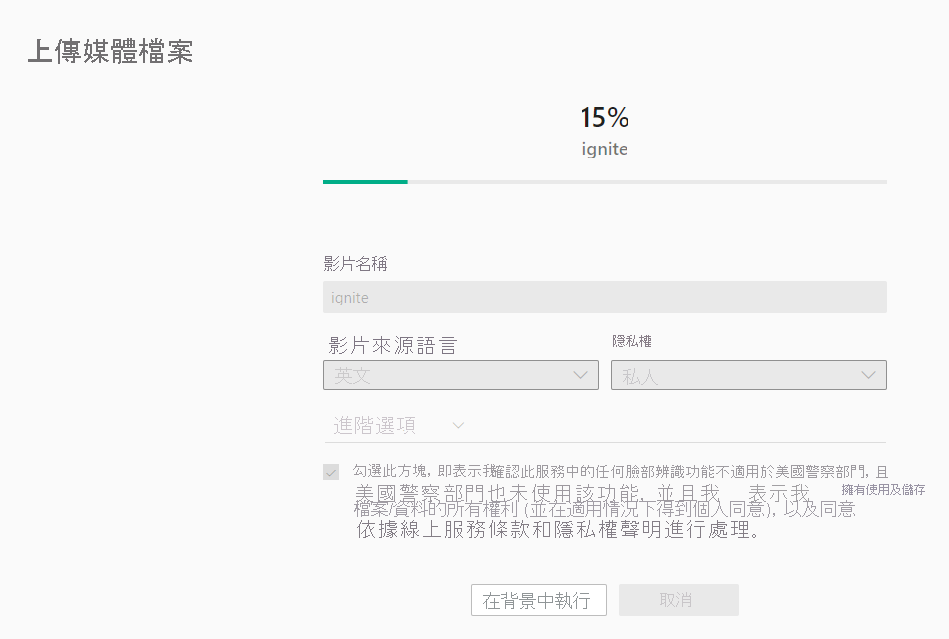 上傳媒體檔案
15%
ignite
影片名稱
ignite
影片來源語言
隱私權
英文
私人
進階選項
勾選此方塊, 即表示我確認此服務中的任何臉部辨識功能不適用於美國警察部門, 且
美國警察部門也未使用該功能, 並且我 表示我 擁有使用及儲存
檔案/資料的所有權利 (並在適用情況下得到個人同意), 以及同意
依據線上服務條款和隱私權聲明進行處理。
在背景中執行
取消